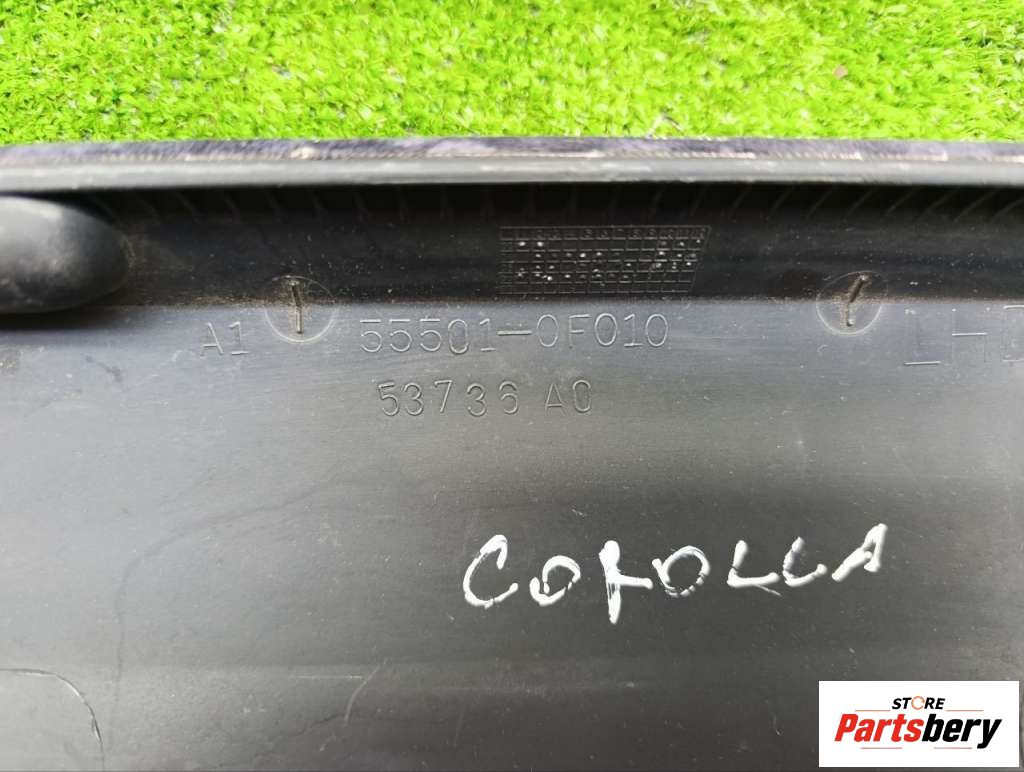 A1 55501-0F010
53736 A0
COROLLA
STORE
Partsbery